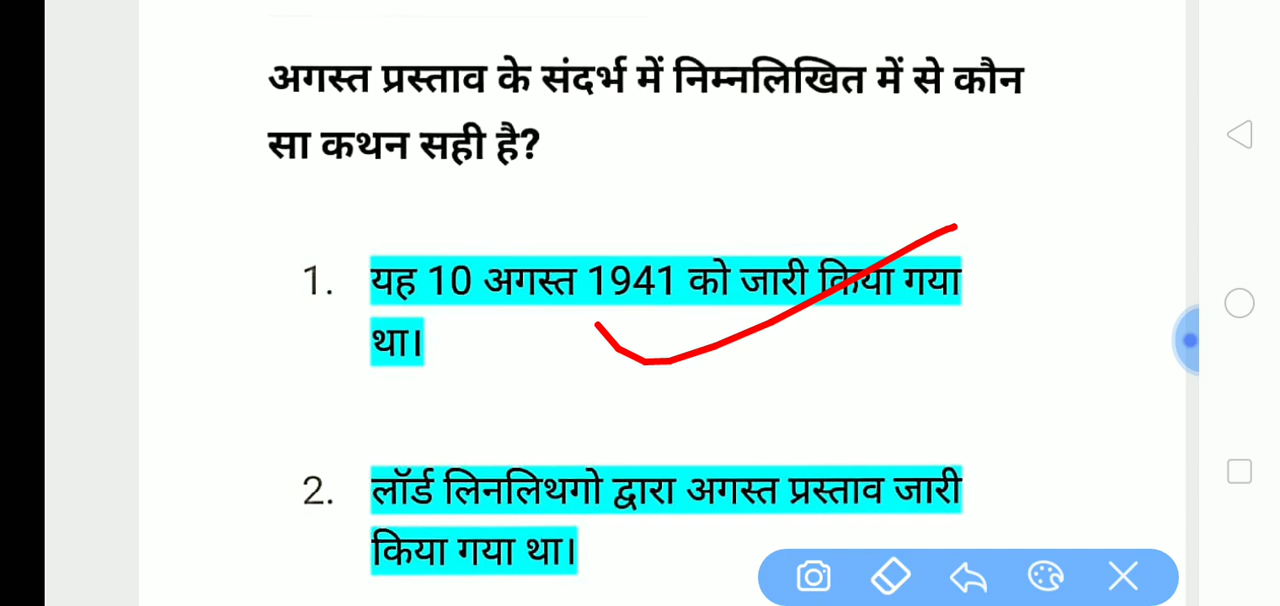 अगस्त प्रस्ताव के संदर्भ में निम्नलिखित में से कौन
सा कथन सही है?
1. यह 10 अगस्त 1941 को जारी किया गया
था।
2. लॉर्ड लिनलिथगो द्वारा अगस्त प्रस्ताव जारी
किया गया था।